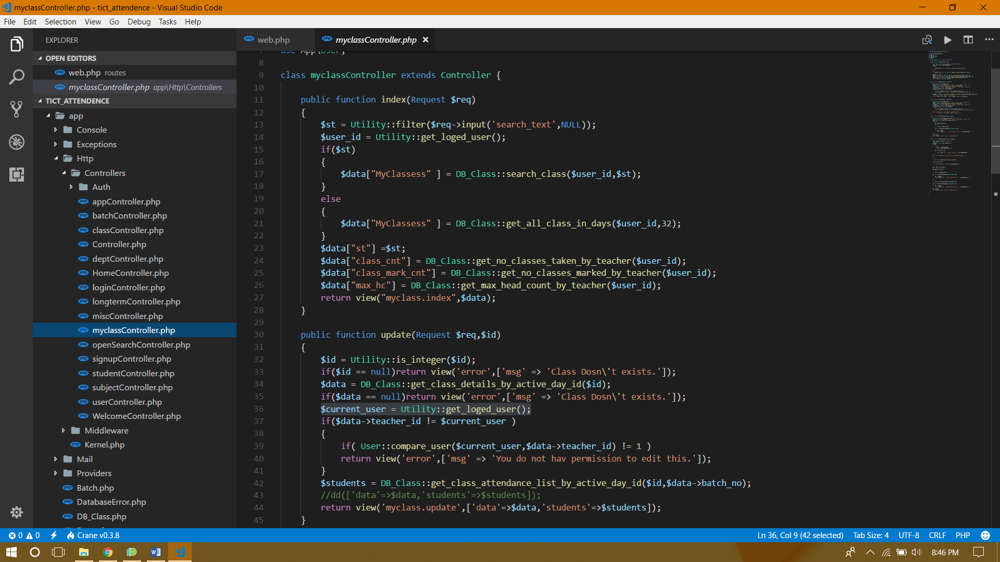 myclassController.php - tict_attendence - Visual Studio Code
File Edit Selection View Go Debug Tasks Help
EXPLORER
OPEN EDITORS
web.php routes
myclassController.php app\Http\Controllers
TICT_ATTENDENCE
app
Console
Exceptions
Http
Controllers
Auth
appController.php
batchController.php
classController.php
Controller.php
deptController.php
HomeController.php
loginController.php
longtermController.php
miscController.php
myclassController.php
openSearchController.php
signupController.php
studentController.php
subjectController.php
userController.php
WelcomeController.php
Middleware
Kernel.php
Mail
Providers
Batch.php
DatabaseError.php
DB_Class.php
web.php myclassController.php
7 use App\User;
8
9 class myclassController extends Controller {
10
11 public function index(Request $req)
12 {
13 $st = Utility::filter($req->input('search_text',NULL));
14 $user_id = Utility::get_loged_user();
15 if($st)
16 {
17 $data["MyClassess" ] = DB_Class::search_class($user_id,$st);
18 }
19 else
20 {
21 $data["MyClassess" ] = DB_Class::get_all_class_in_days($user_id,32);
22 }
23 $data["st"] =$st;
24 $data["class_cnt"] = DB_Class::get_no_classes_taken_by_teacher($user_id);
25 $data["class_mark_cnt"] = DB_Class::get_no_classes_marked_by_teacher($user_id);
26 $data["max_hc"] = DB_Class::get_max_head_count_by_teacher($user_id);
27 return view("myclass.index",$data);
28 }
29
30 public function update(Request $req,$id)
31 {
32 $id = Utility::is_integer($id);
33 if($id == null)return view('error',['msg' => 'Class Dosn\'t exists.']);
34 $data = DB_Class::get_class_details_by_active_day_id($id);
35 if($data == null)return view('error',['msg' => 'Class Dosn\'t exists.']);
36 $current_user = Utility::get_loged_user();
37 if($data->teacher_id != $current_user )
38 {
39 if( User::compare_user($current_user,$data->teacher_id) != 1 )
40 return view('error',['msg' => 'You do not hav permission to edit this.']);
41 }
42 $students = DB_Class::get_class_attendance_list_by_active_day_id($id,$data->batch_no);
43 //dd(['data'=>$data,'students'=>$students]);
44 return view('myclass.update',['data'=>$data,'students'=>$students]);
45 }
0 0 Crane v0.3.8 Ln 36, Col 9 (42 selected) Tab Size: 4 UTF-8 CRLF PHP
8:46 PM